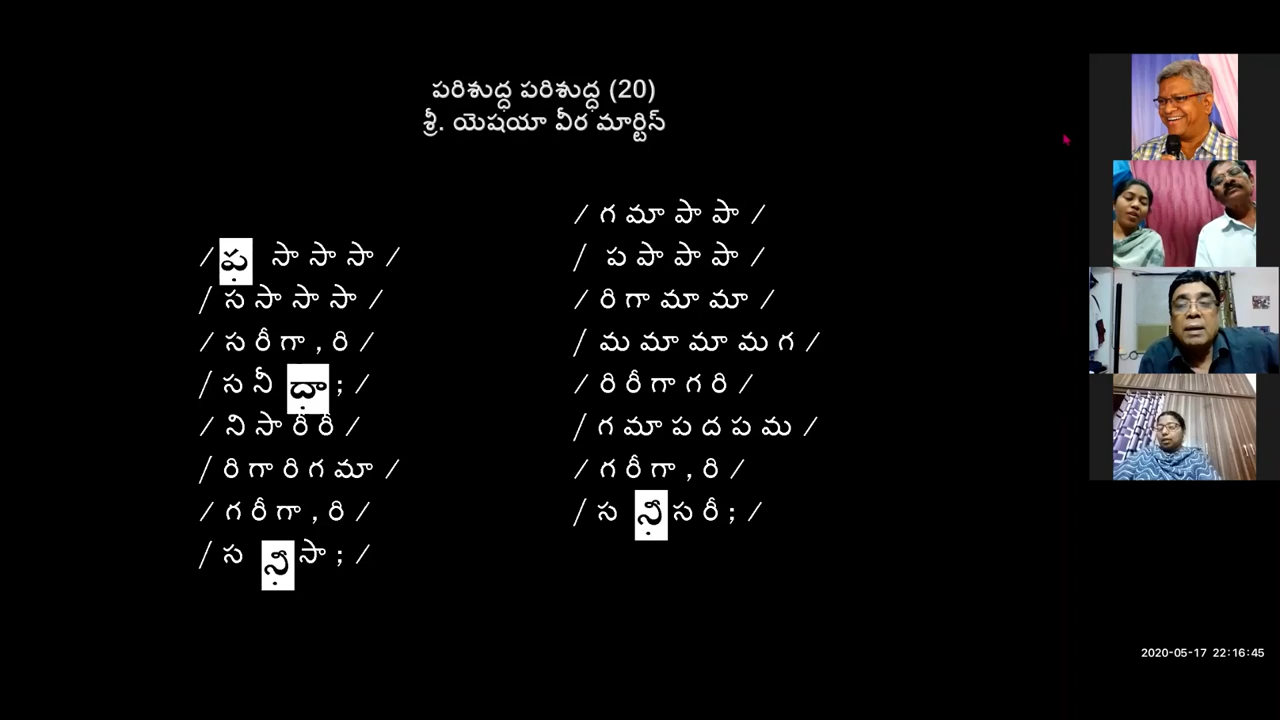 పరిశుద్ధ పరిశుద్ధ (20)
శ్రీ. యెషయా వీర మార్టిస్
/ ప़ సా సా సా /
/ స సా సా సా /
/ స రీ గా , రి /
/ స నీ దా़ ; /
/ ని సా రీ రీ /
/ రి గా రి గ మా /
/ గ రీ గా , రి /
/ స నీ़ సా ; /
/ గ మా పా పా /
/ ప పా పా పా /
/ రి గా మా మా /
/ మ మా మా మ గ /
/ రి రీ గా గ రి /
/ గ మా ప ద ప మ /
/ గ రీ గా , రి /
/ స నీ़ స రీ ; /
2020-05-17 22:16:45